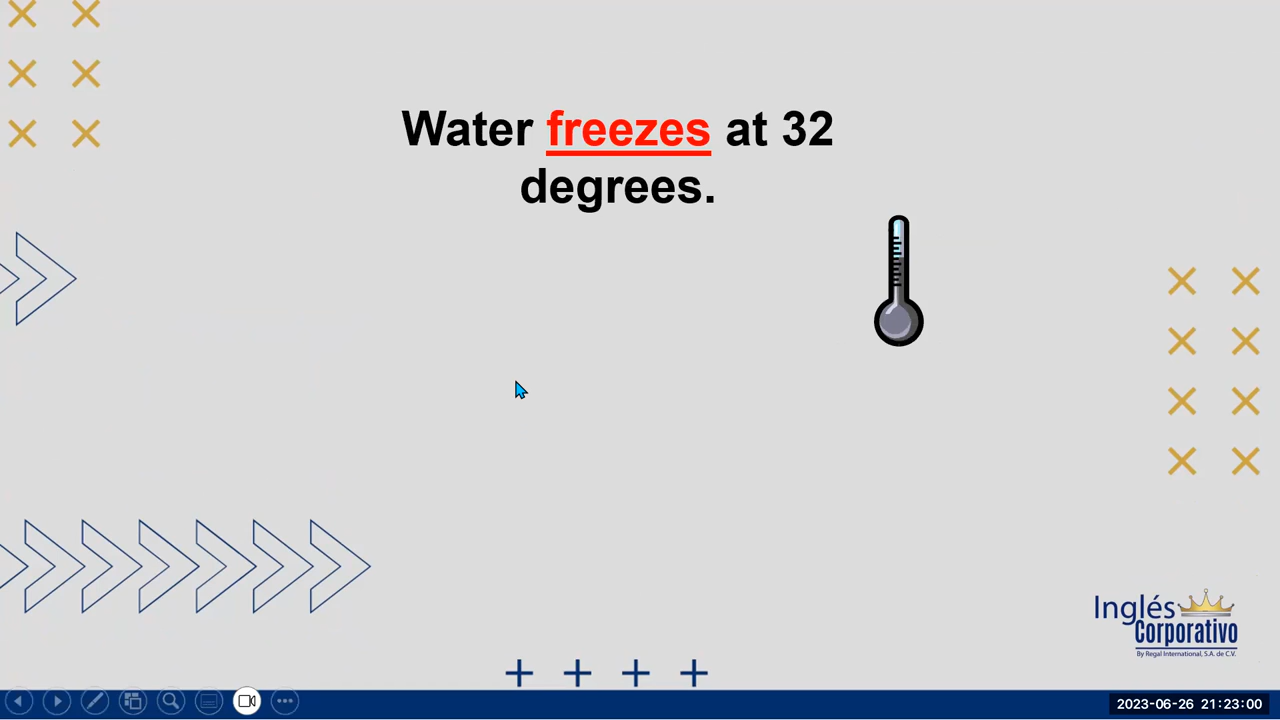 Water freezes at 32
degrees.
Inglés
Corporativo
By Regal International, S.A. de C.V.
2023-06-26 21:23:00